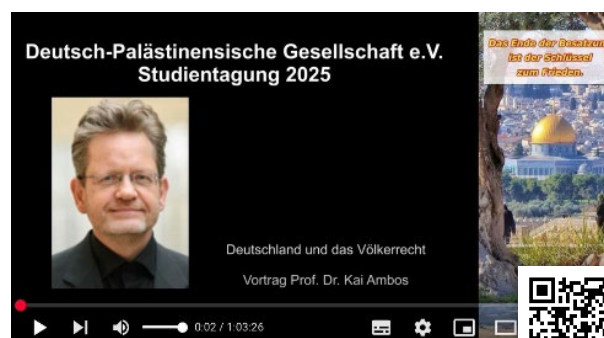 Deutsch-Palästinensische Gesellschaft e.V.
Studientagung 2025
Das Ende der Besatzung
ist der Schlüssel
zum Frieden.
Deutschland und das Völkerrecht
Vortrag Prof. Dr. Kai Ambos
0:02 / 1:03:26